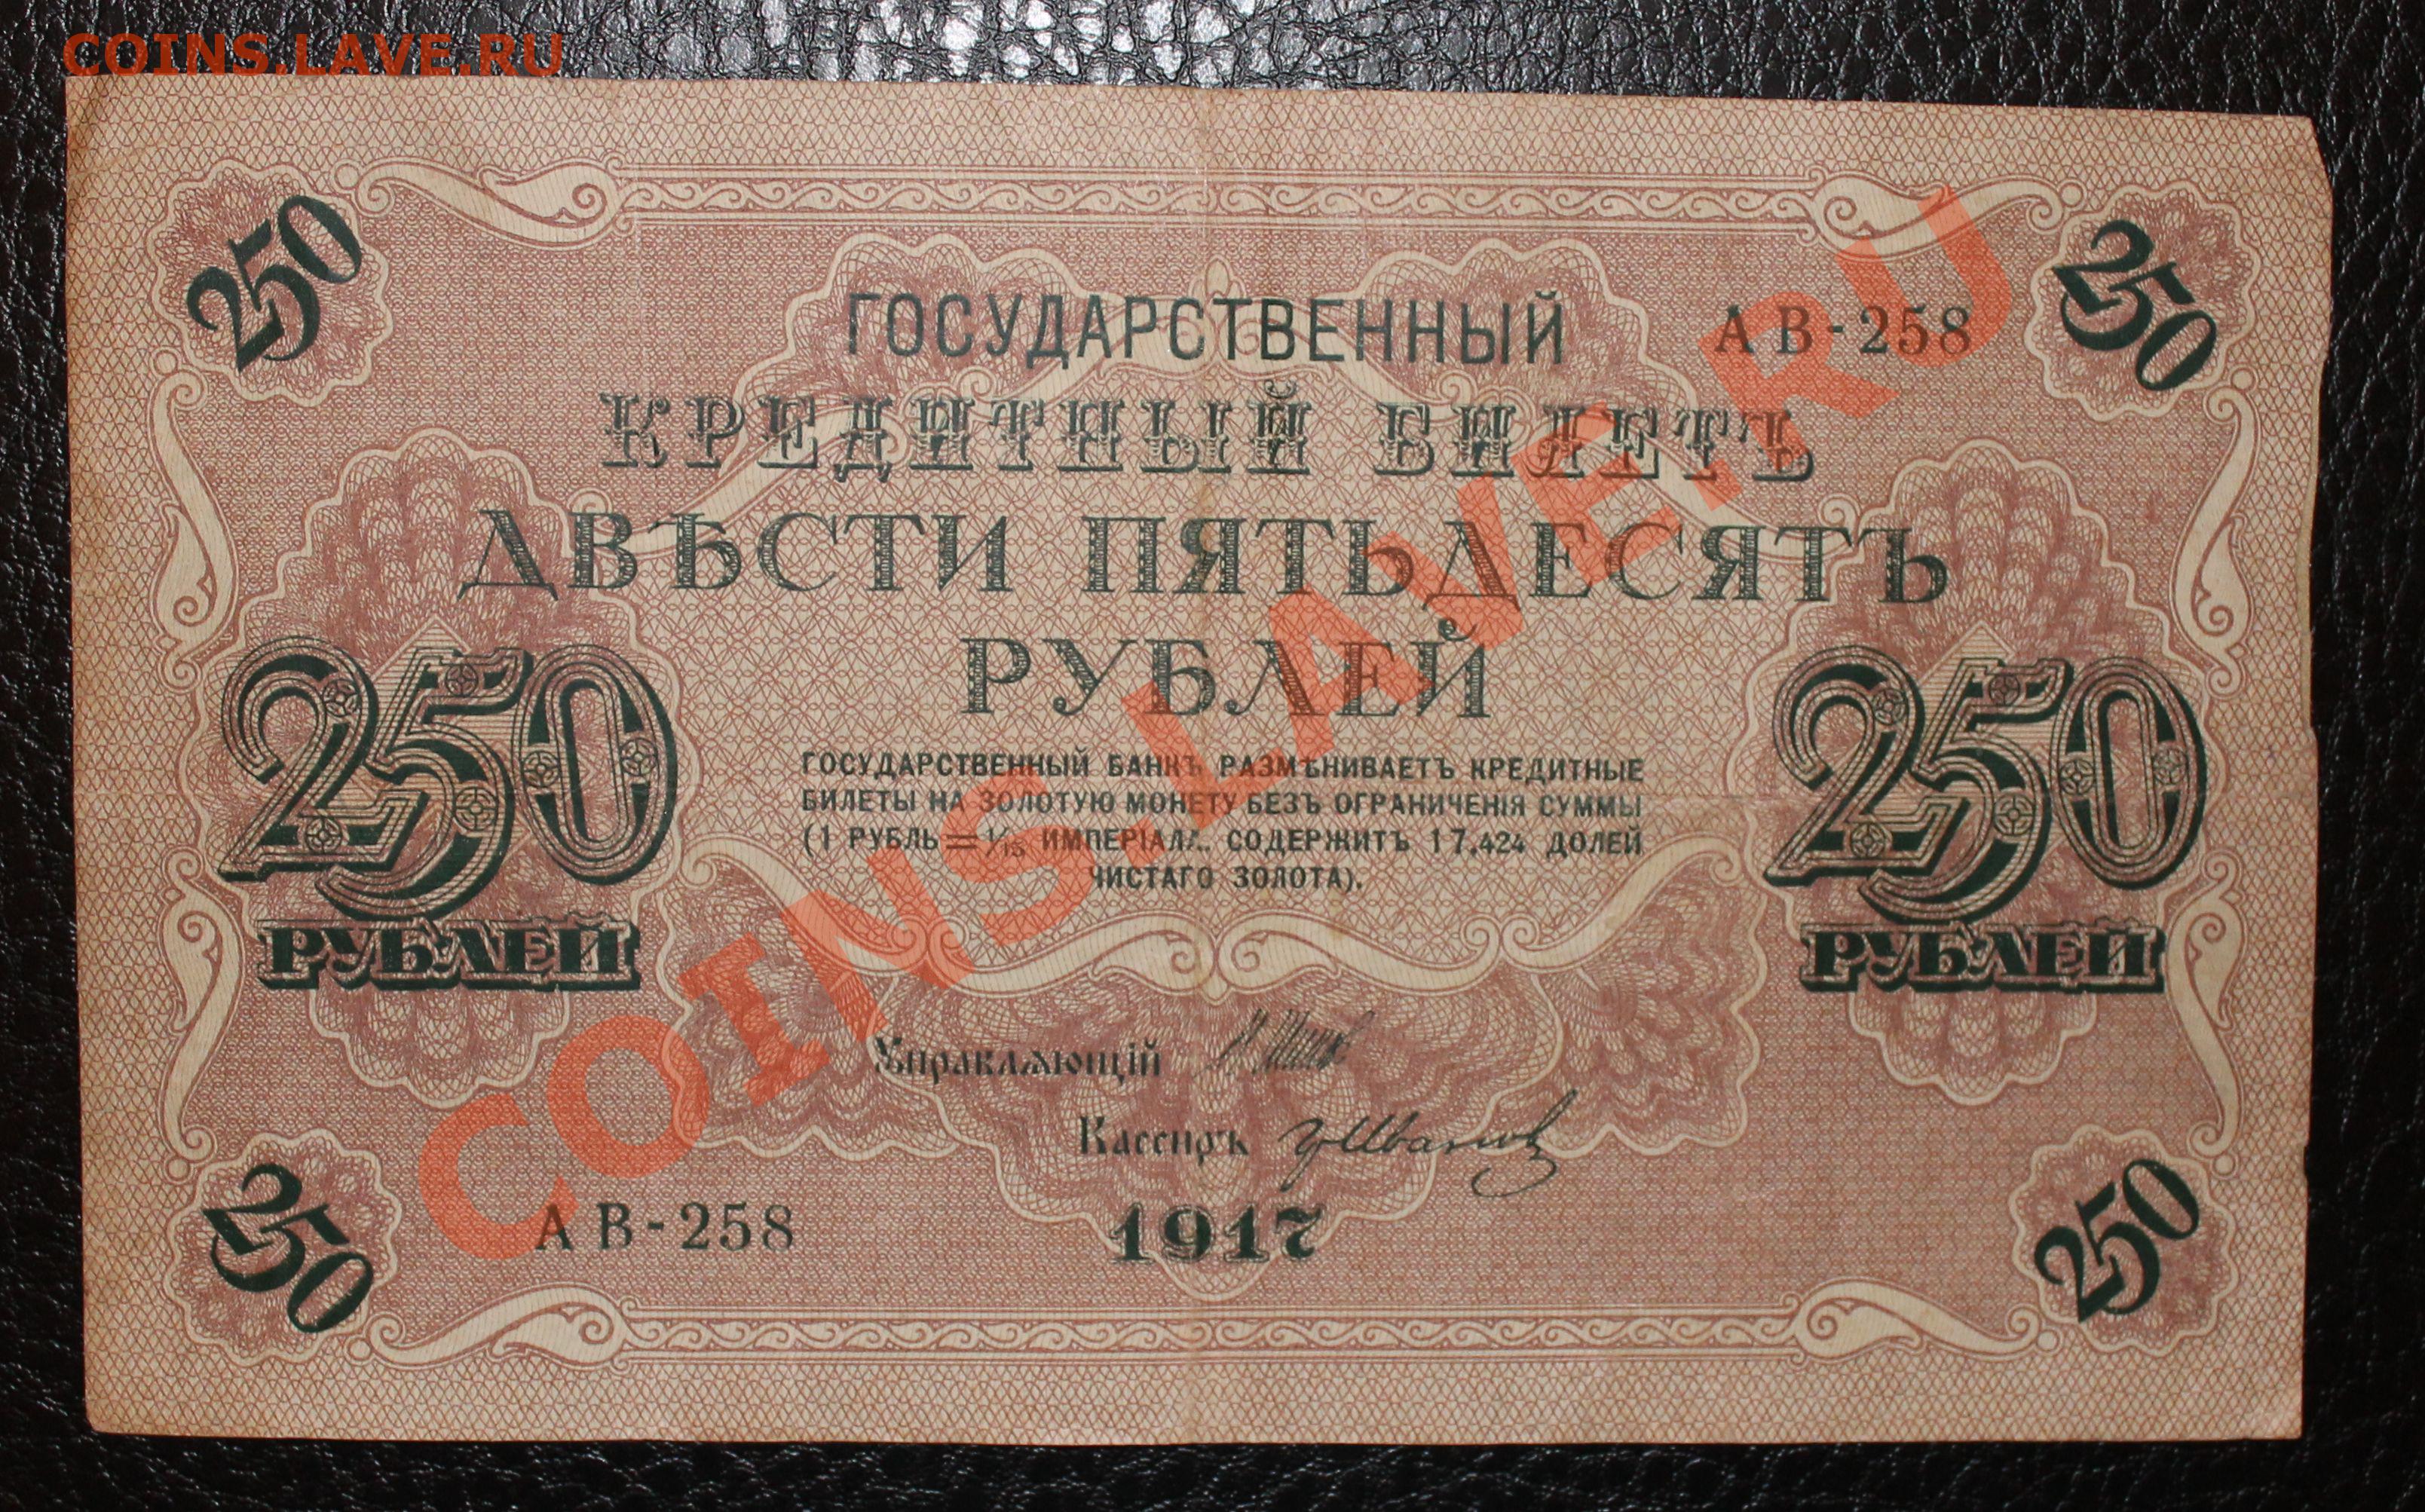 COINS.LAVE.RU
250
250
ГОСУДАРСТВЕННЫЙ
АВ-258
КРЕДИТНЫЙ БИЛЕТЪ
ДВѢСТИ ПЯТЬДЕСЯТЪ
РУБЛЕЙ
250
РУБЛЕЙ
250
РУБЛЕЙ
ГОСУДАРСТВЕННЫЙ БАНКЪ РАЗМѢНИВАЕТЪ КРЕДИТНЫЕ
БИЛЕТЫ НА ЗОЛОТУЮ МОНЕТУ БЕЗЪ ОГРАНИЧЕНІЯ СУММЫ
(1 РУБЛЬ = 1/15 ИМПЕРІАЛА, СОДЕРЖИТЪ 17,424 ДОЛЕЙ
ЧИСТАГО ЗОЛОТА).
Управляющій
Кассиръ
АВ-258
1917
250
250
COINS.LAVE.RU